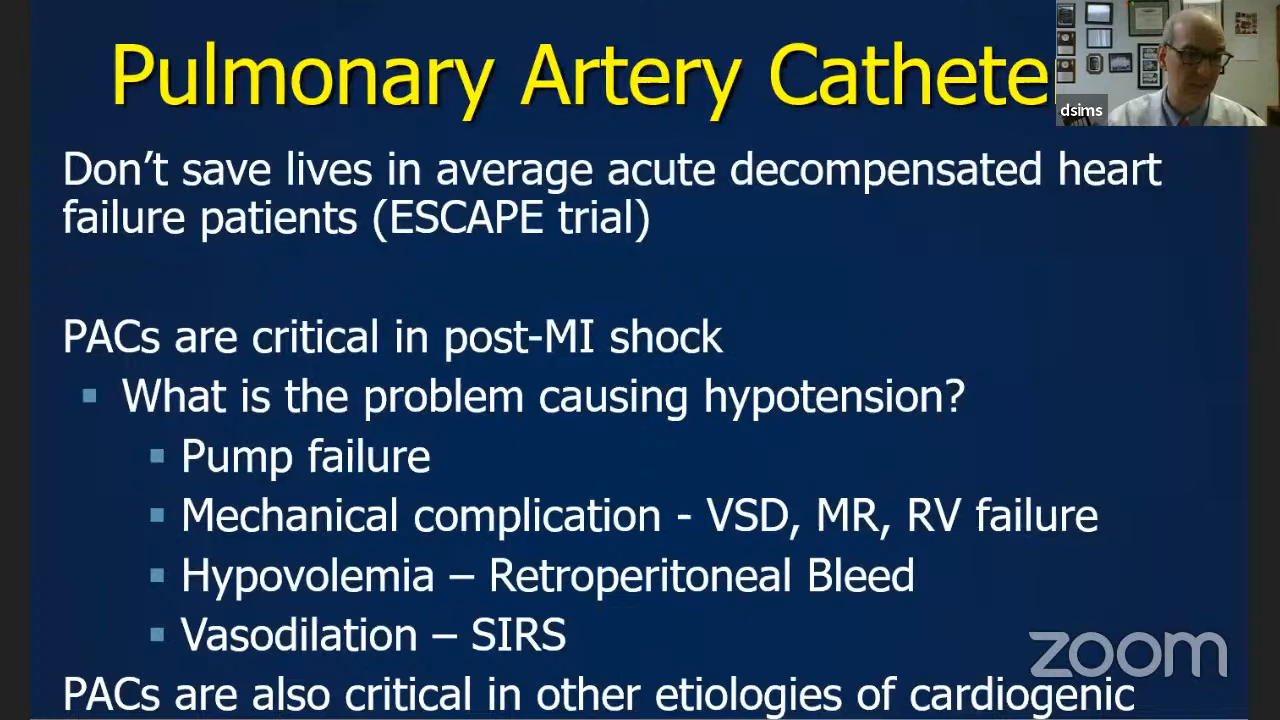 Pulmonary Artery Cathete
dsims
Don't save lives in average acute decompensated heart
failure patients (ESCAPE trial)
PACs are critical in post-MI shock
What is the problem causing hypotension?
Pump failure
Mechanical complication - VSD, MR, RV failure
Hypovolemia – Retroperitoneal Bleed
Vasodilation – SIRS
zoom
PACs are also critical in other etiologies of cardiogenic